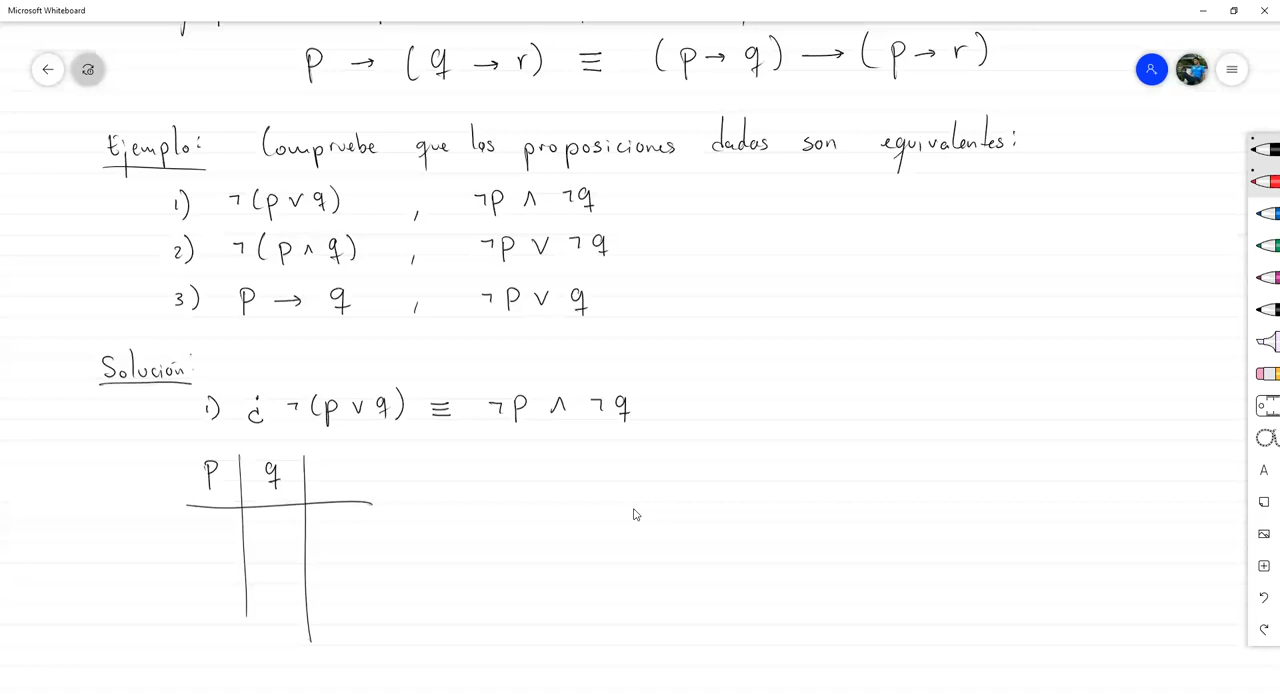 Microsoft Whiteboard
p → (q → r) ≡ (p → q) → (p → r)
Ejemplo: Compruebe que las proposiciones dadas son equivalentes:
1) ¬(p ∨ q) , ¬p ∧ ¬q
2) ¬(p ∧ q) , ¬p ∨ ¬q
3) p → q , ¬p ∨ q
Solución:
1) ¿ ¬(p ∨ q) ≡ ¬p ∧ ¬q
p q
A